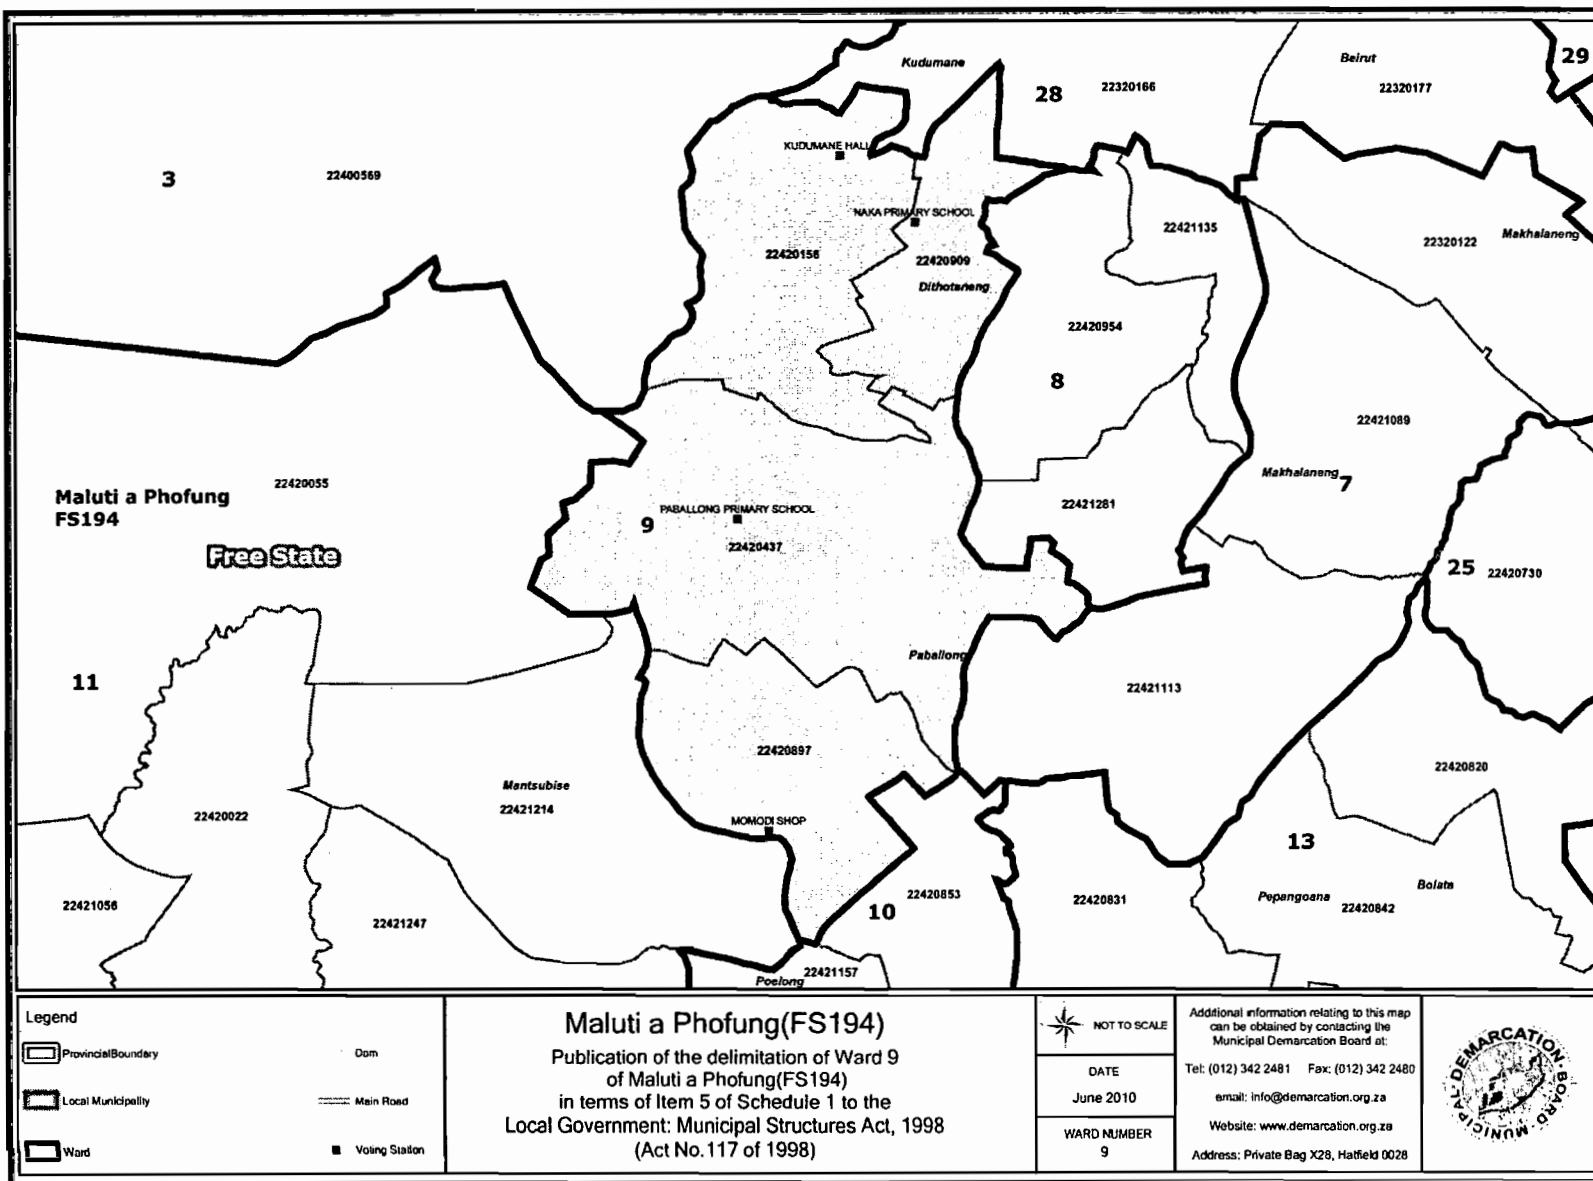 Kudumane
28
22320166
Beirut
22320177
29
KUDUMANE HALL
3
22400569
NAKA PRIMARY SCHOOL
22421135
22420156
22420909
Dithotaneng
22320122
Makhalaneng
22420954
8
22421089
Maluti a Phofung
FS194
22420055
Makhalaneng
7
PABALLONG PRIMARY SCHOOL
9
22421281
22420437
Free State
25
22420730
Paballong
11
22421113
22420897
22420820
Mantsubise
22421214
22420022
MOMODI SHOP
13
22421056
22421247
10
22420853
22420831
Pepangoana
Bolata
22420842
22421157
Poelong
Legend
Provincial Boundary
Dam
Local Municipality
Main Road
Ward
Voting Station
Maluti a Phofung(FS194)
Publication of the delimitation of Ward 9
of Maluti a Phofung(FS194)
in terms of Item 5 of Schedule 1 to the
Local Government: Municipal Structures Act, 1998
(Act No.117 of 1998)
NOT TO SCALE
DATE
June 2010
WARD NUMBER
9
Additional information relating to this map
can be obtained by contacting the
Municipal Demarcation Board at:
Tel: (012) 342 2481 Fax: (012) 342 2480
email: info@demarcation.org.za
Website: www.demarcation.org.za
Address: Private Bag X28, Hatfield 0028
MUNICIPAL DEMARCATION BOARD